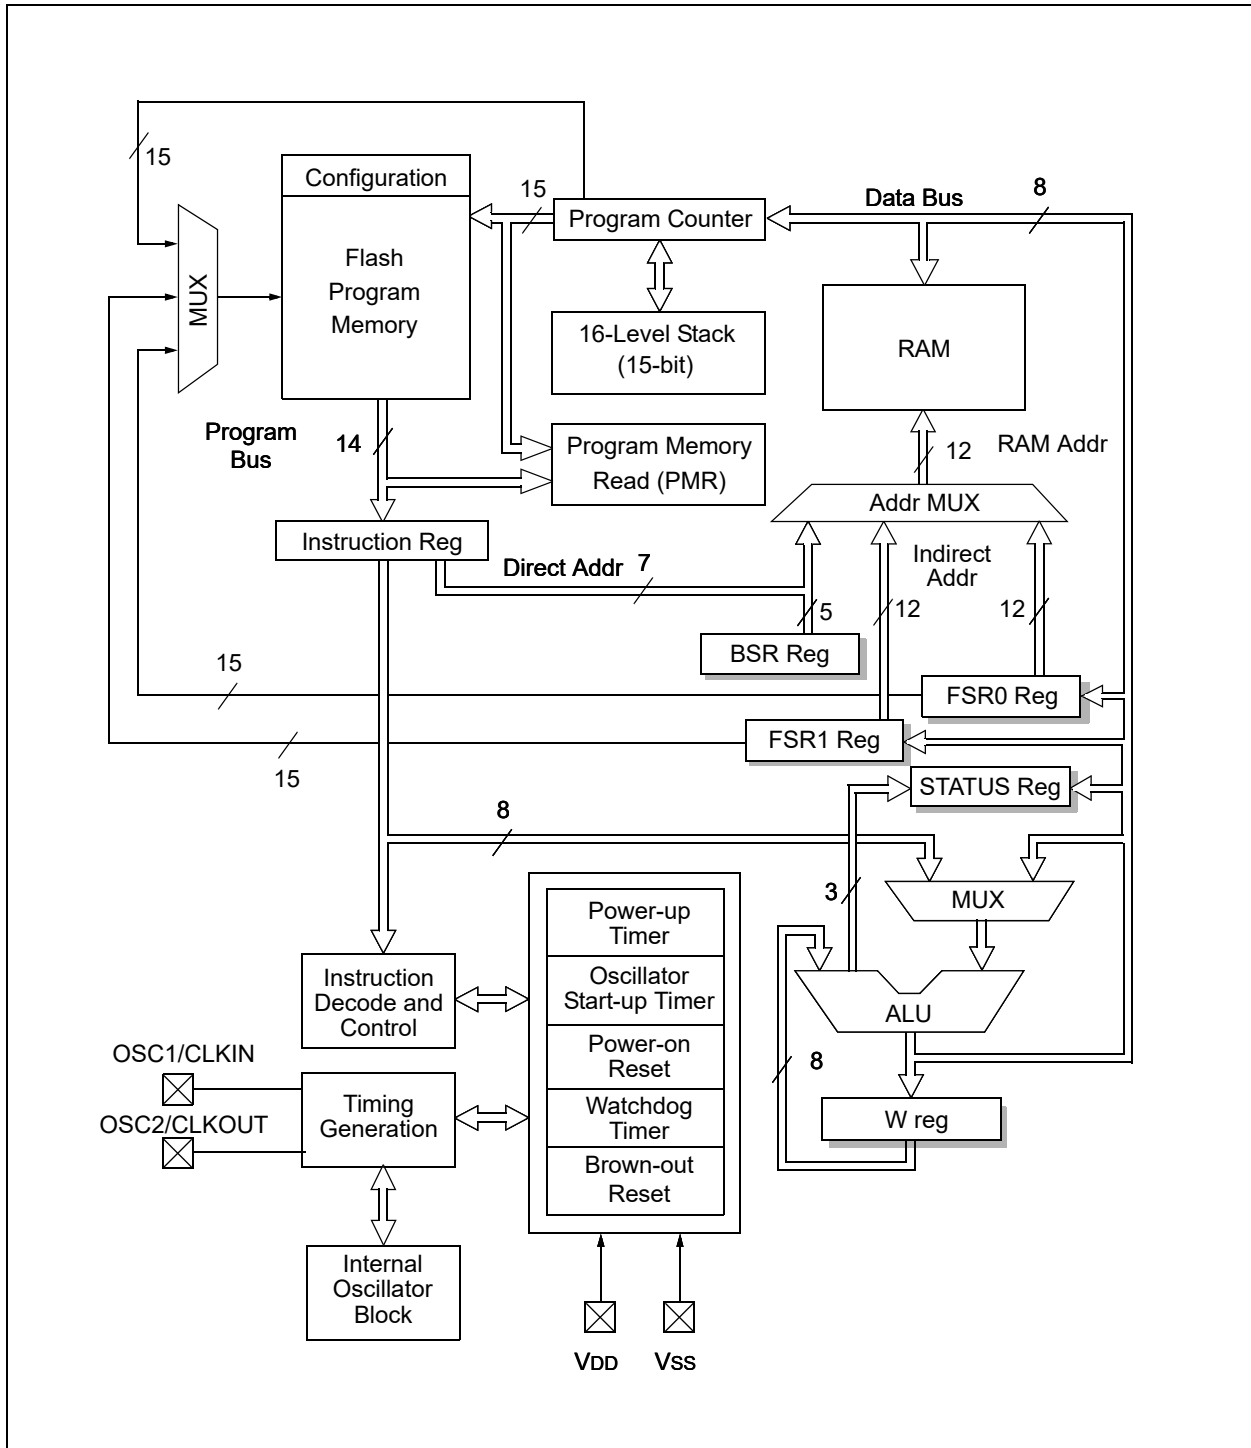 15
Configuration
15
Data Bus
8
Program Counter
Flash
Program
Memory
MUX
16-Level Stack
(15-bit)
RAM
Program
Bus
14
Program Memory
Read (PMR)
12
RAM Addr
Addr MUX
Instruction Reg
Direct Addr
7
Indirect
Addr
5
12
12
BSR Reg
15
FSR0 Reg
FSR1 Reg
15
STATUS Reg
8
3
MUX
Power-up
Timer
Oscillator
Start-up Timer
Power-on
Reset
Watchdog
Timer
Brown-out
Reset
Instruction
Decode and
Control
ALU
8
OSC1/CLKIN
OSC2/CLKOUT
Timing
Generation
W reg
Internal
Oscillator
Block
VDD
VSS